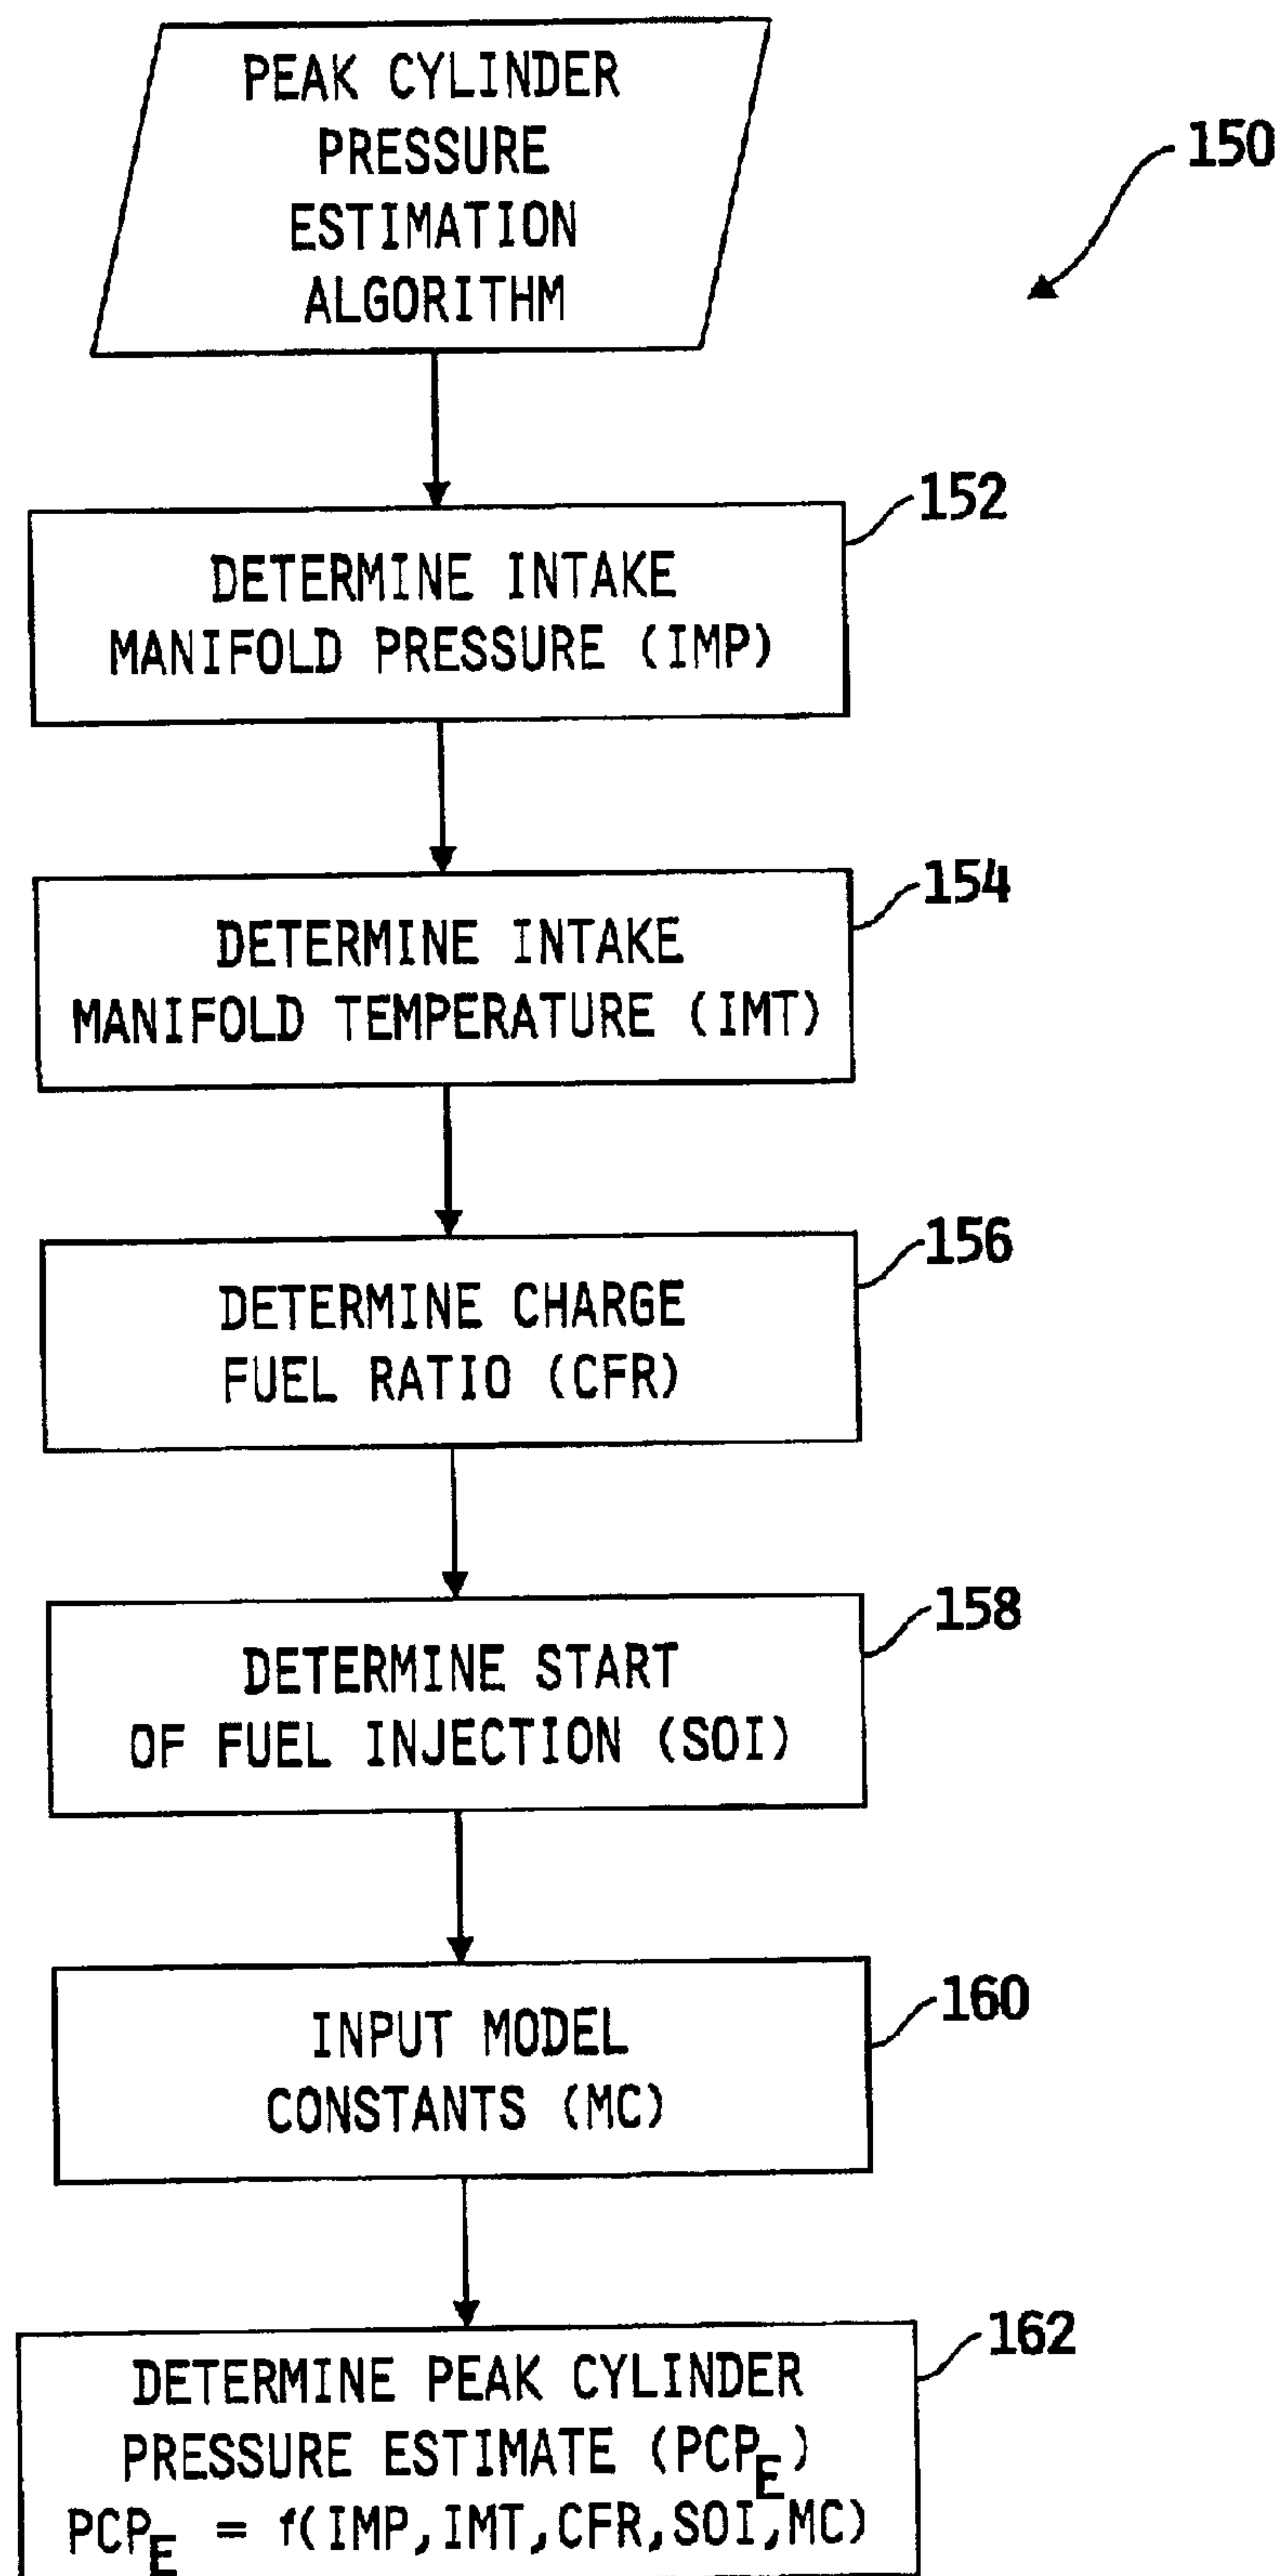 PEAK CYLINDER
PRESSURE
ESTIMATION
ALGORITHM
150
152
DETERMINE INTAKE
MANIFOLD PRESSURE (IMP)
154
DETERMINE INTAKE
MANIFOLD TEMPERATURE (IMT)
156
DETERMINE CHARGE
FUEL RATIO (CFR)
158
DETERMINE START
OF FUEL INJECTION (SOI)
160
INPUT MODEL
CONSTANTS (MC)
162
DETERMINE PEAK CYLINDER
PRESSURE ESTIMATE (PCP_E)
PCP_E = f(IMP,IMT,CFR,SOI,MC)